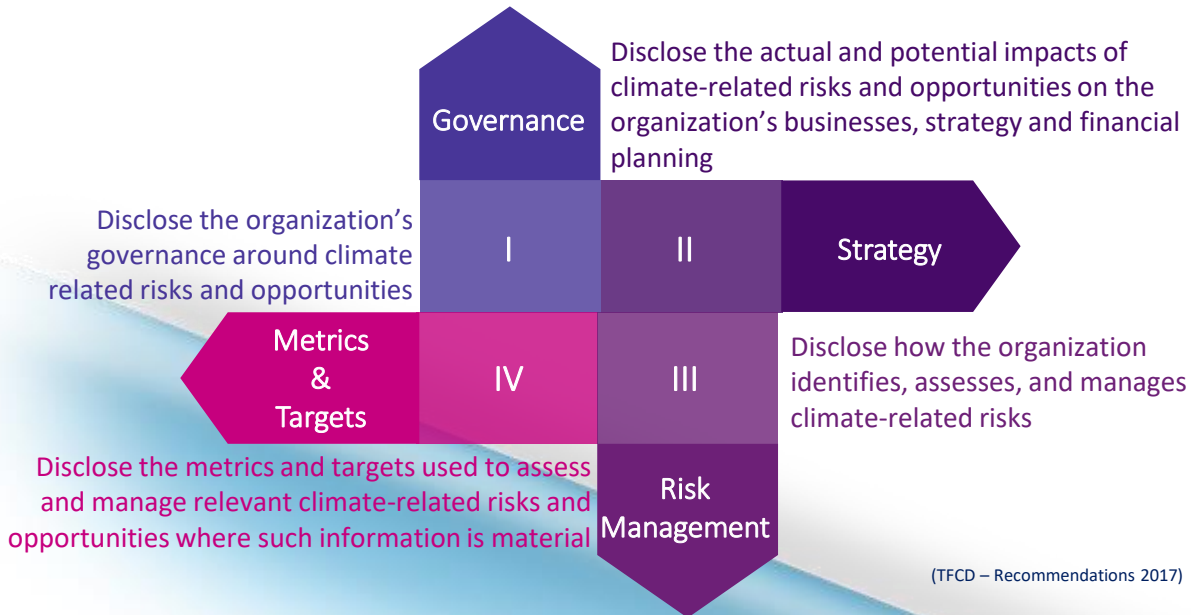 Governance
Disclose the actual and potential impacts of
climate-related risks and opportunities on the
organization’s businesses, strategy and financial
planning
Disclose the organization’s
governance around climate
related risks and opportunities
I
II
Strategy
Metrics
&
Targets
IV
III
Disclose how the organization
identifies, assesses, and manages
climate-related risks
Disclose the metrics and targets used to assess
and manage relevant climate-related risks and
opportunities where such information is material
Risk
Management
(TFCD – Recommendations 2017)